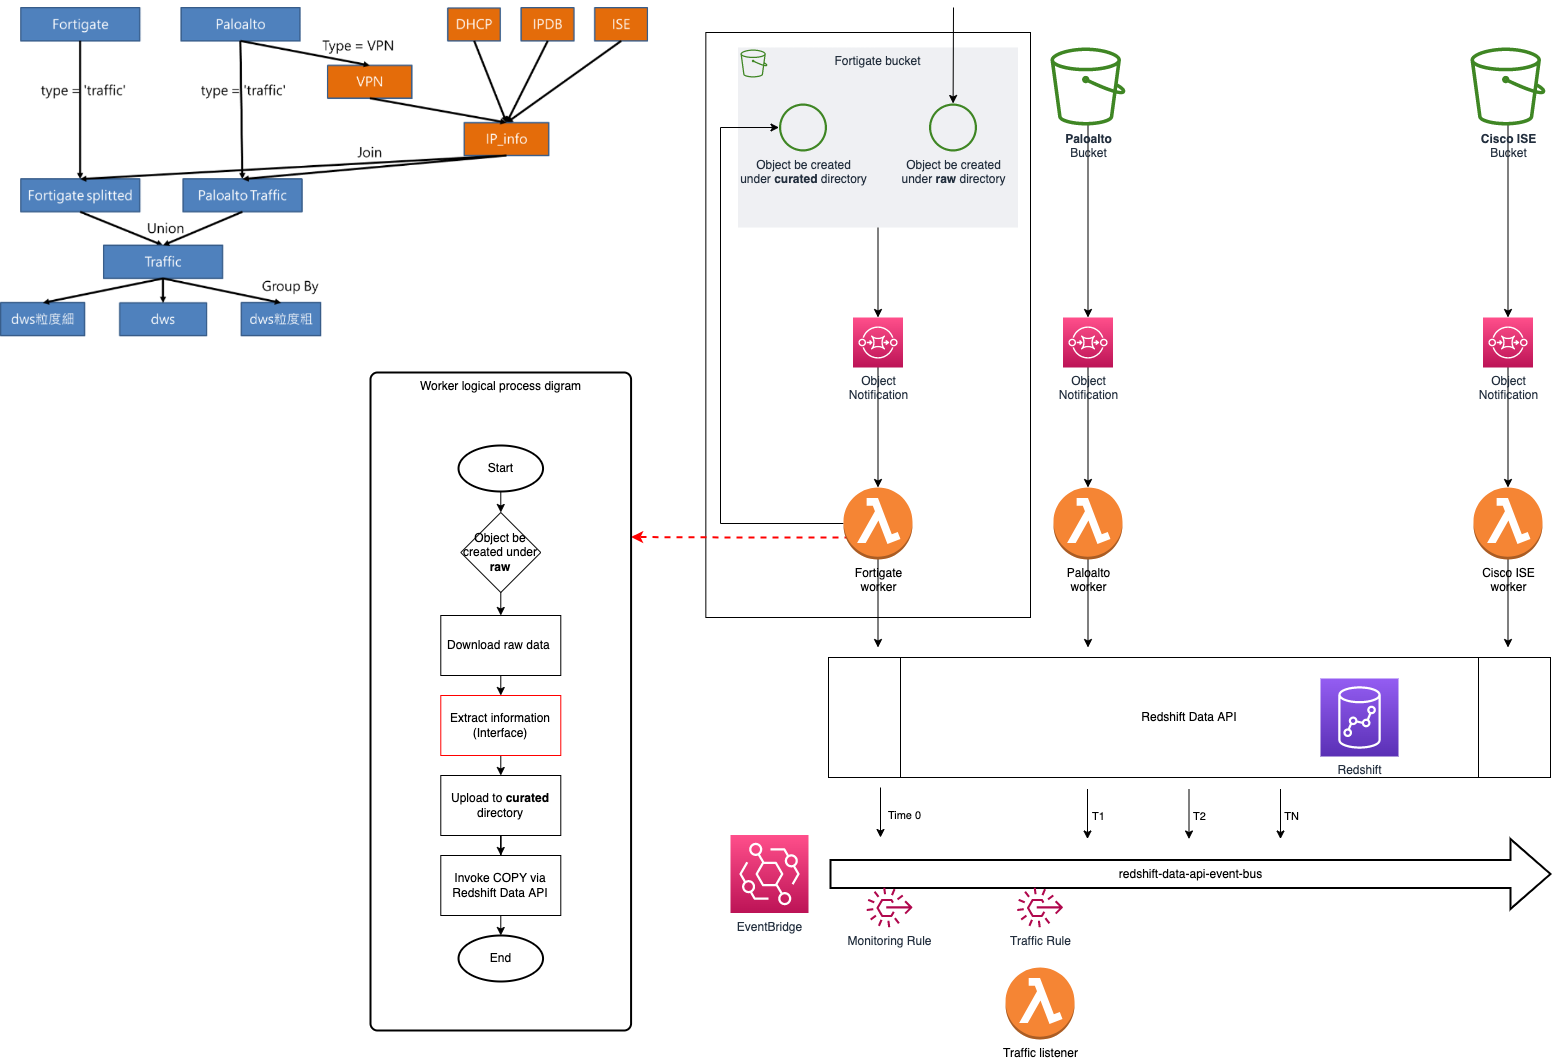 Fortigate
Paloalto
DHCP
IPDB
ISE
Type = VPN
VPN
type = 'traffic'
type = 'traffic'
IP_info
Join
Fortigate splitted
Paloalto Traffic
Union
Traffic
Group By
dws粒度細
dws
dws粒度粗
Worker logical process digram
Start
Object be
created under
raw
Download raw data
Extract information
(Interface)
Upload to curated
directory
Invoke COPY via
Redshift Data API
End
Fortigate bucket
Object be created
under curated directory
Object be created
under raw directory
Paloalto
Bucket
Cisco ISE
Bucket
Object
Notification
Object
Notification
Object
Notification
Fortigate
worker
Paloalto
worker
Cisco ISE
worker
Redshift Data API
Redshift
Time 0
T1
T2
TN
redshift-data-api-event-bus
EventBridge
Monitoring Rule
Traffic Rule
Traffic listener